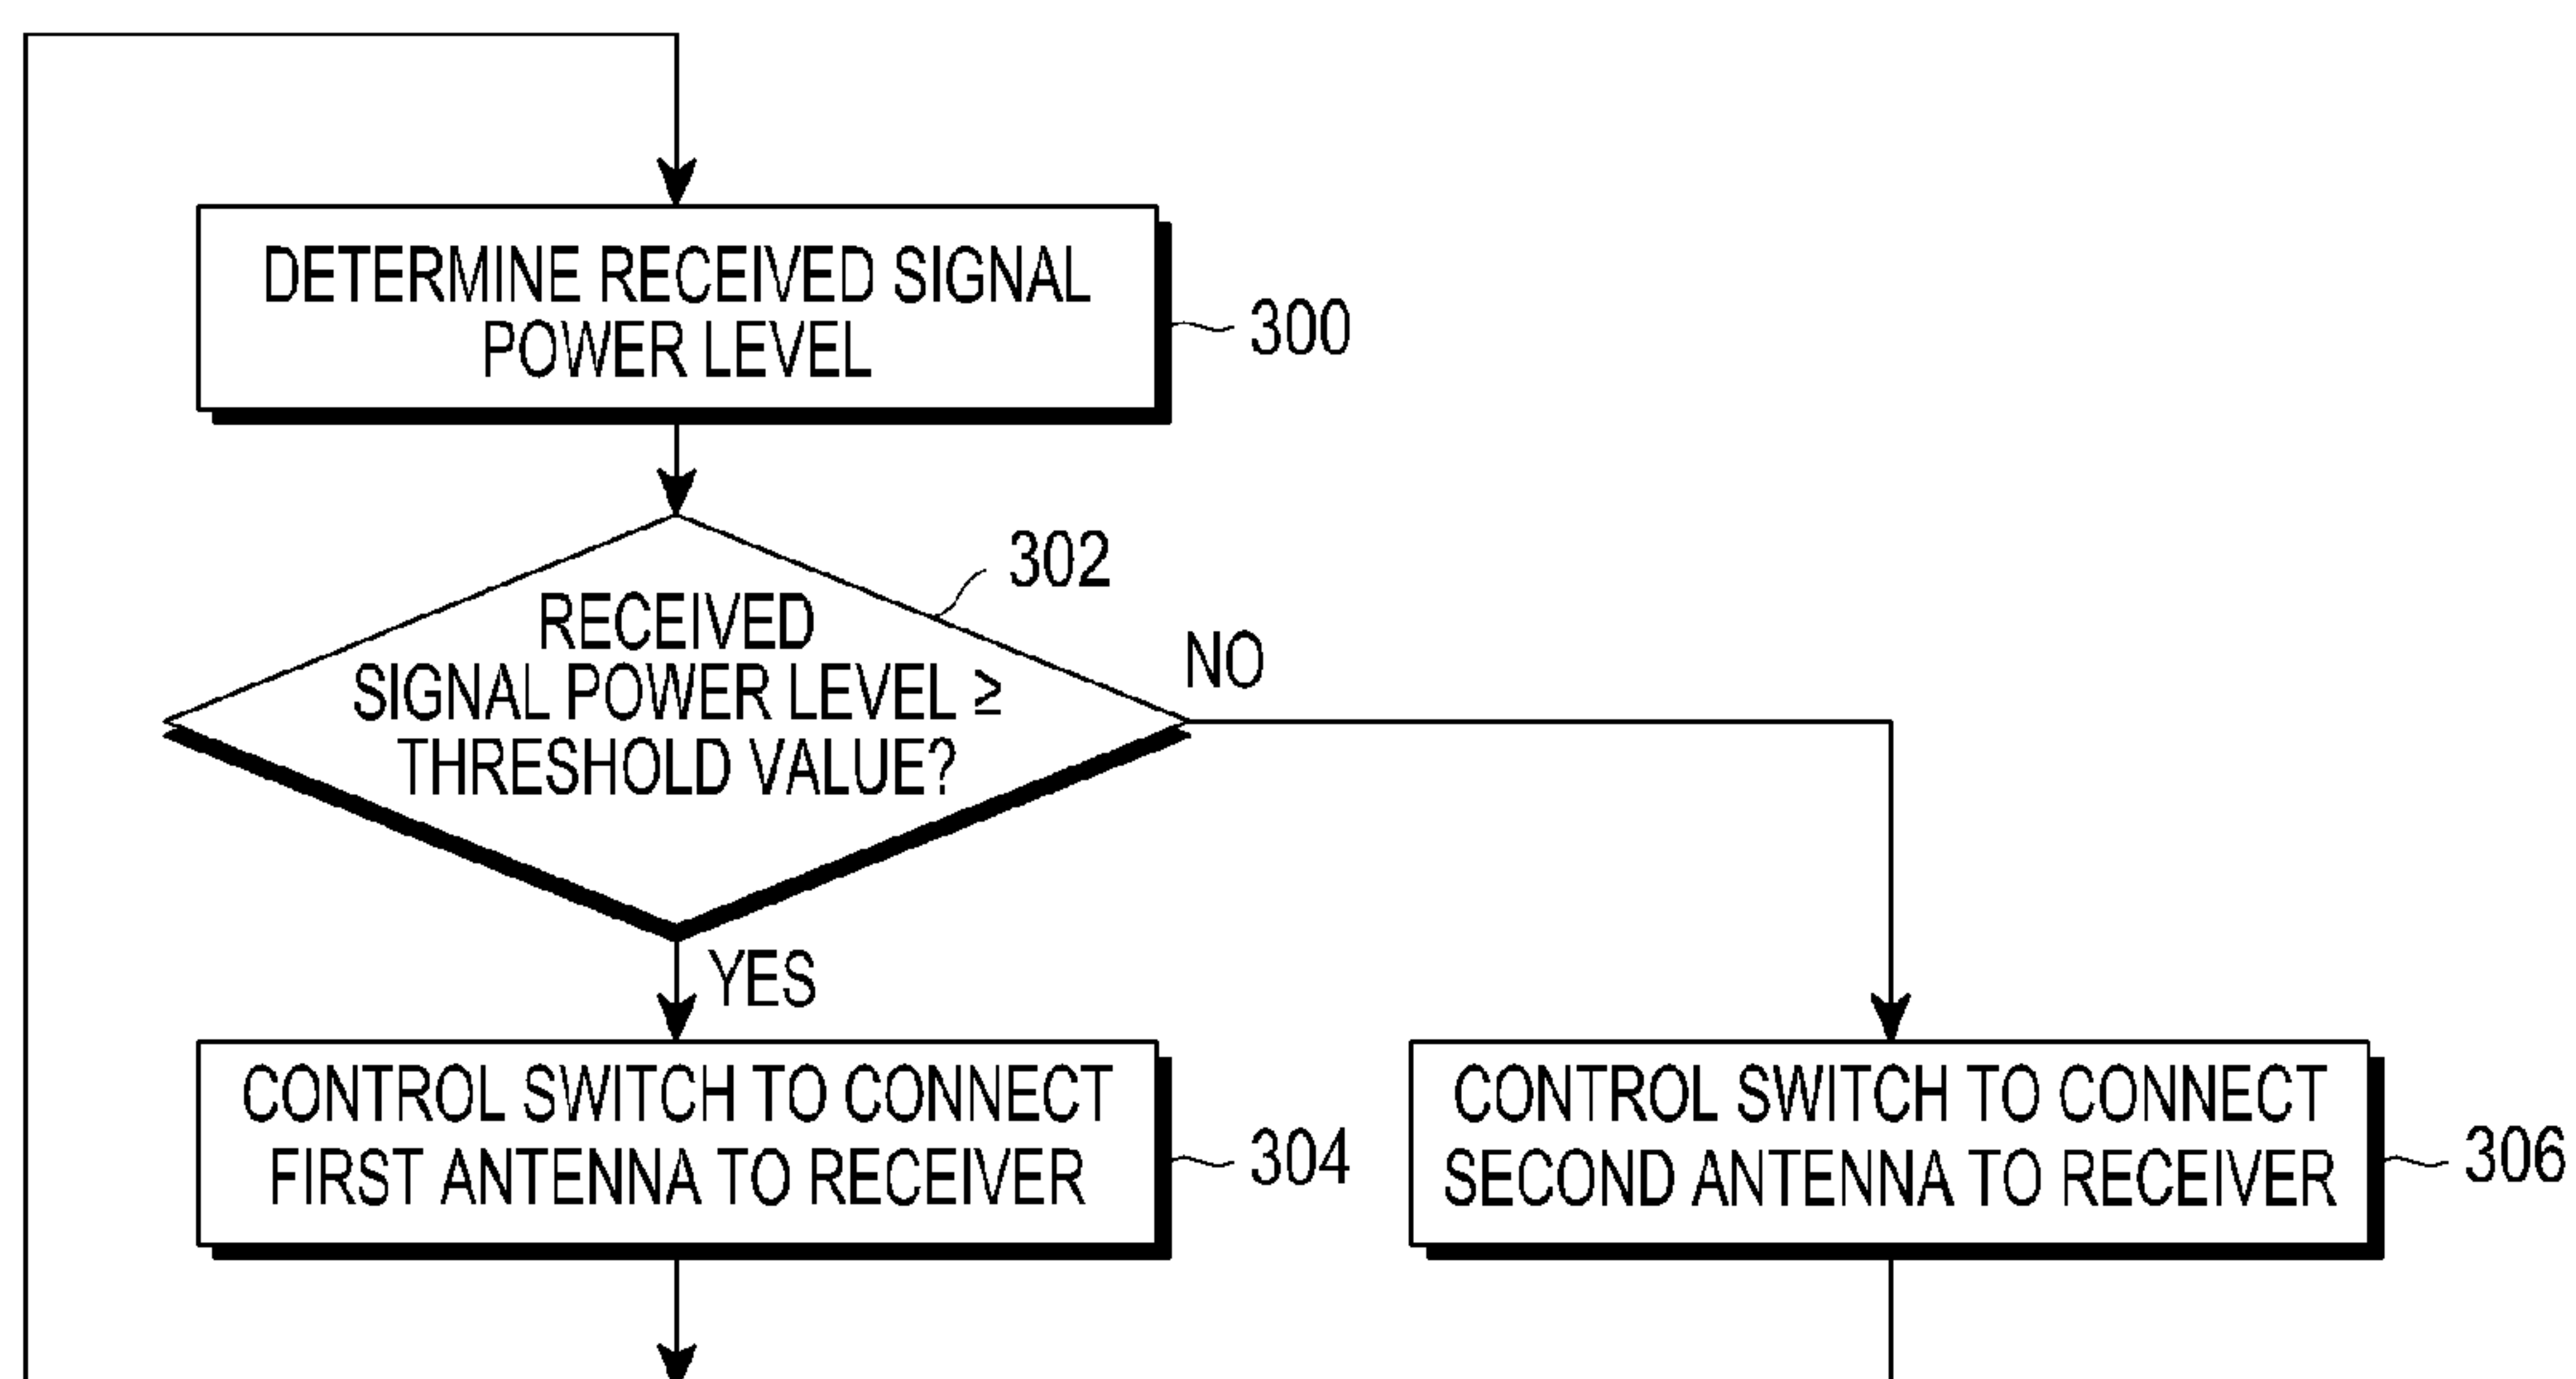 DETERMINE RECEIVED SIGNAL
POWER LEVEL
300
302
RECEIVED
SIGNAL POWER LEVEL ≥
THRESHOLD VALUE?
NO
YES
CONTROL SWITCH TO CONNECT
FIRST ANTENNA TO RECEIVER
304
CONTROL SWITCH TO CONNECT
SECOND ANTENNA TO RECEIVER
306